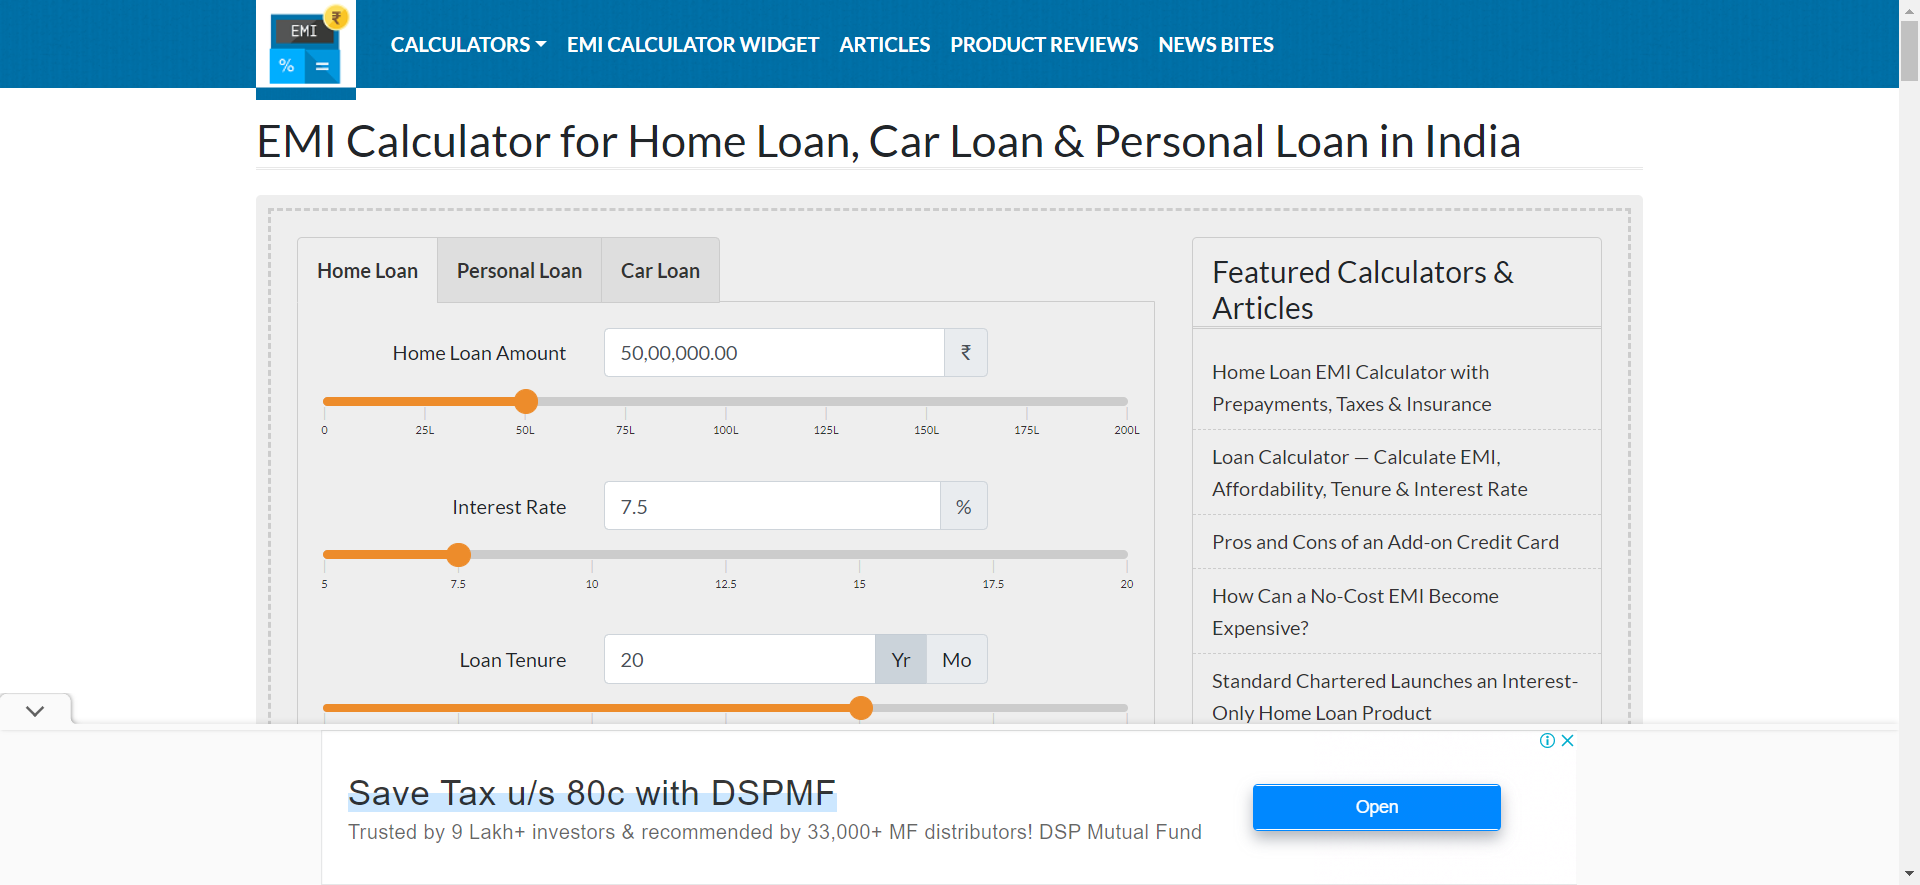 EMI
₹
%
=
CALCULATORS EMI CALCULATOR WIDGET ARTICLES PRODUCT REVIEWS NEWS BITES
EMI Calculator for Home Loan, Car Loan & Personal Loan in India
Home Loan Personal Loan Car Loan
Home Loan Amount 50,00,000.00 ₹
0 25L 50L 75L 100L 125L 150L 175L 200L
Interest Rate 7.5 %
5 7.5 10 12.5 15 17.5 20
Loan Tenure 20 Yr Mo
Featured Calculators &
Articles
Home Loan EMI Calculator with
Prepayments, Taxes & Insurance
Loan Calculator — Calculate EMI,
Affordability, Tenure & Interest Rate
Pros and Cons of an Add-on Credit Card
How Can a No-Cost EMI Become
Expensive?
Standard Chartered Launches an Interest-
Only Home Loan Product
Save Tax u/s 80c with DSPMF
Trusted by 9 Lakh+ investors & recommended by 33,000+ MF distributors! DSP Mutual Fund
Open